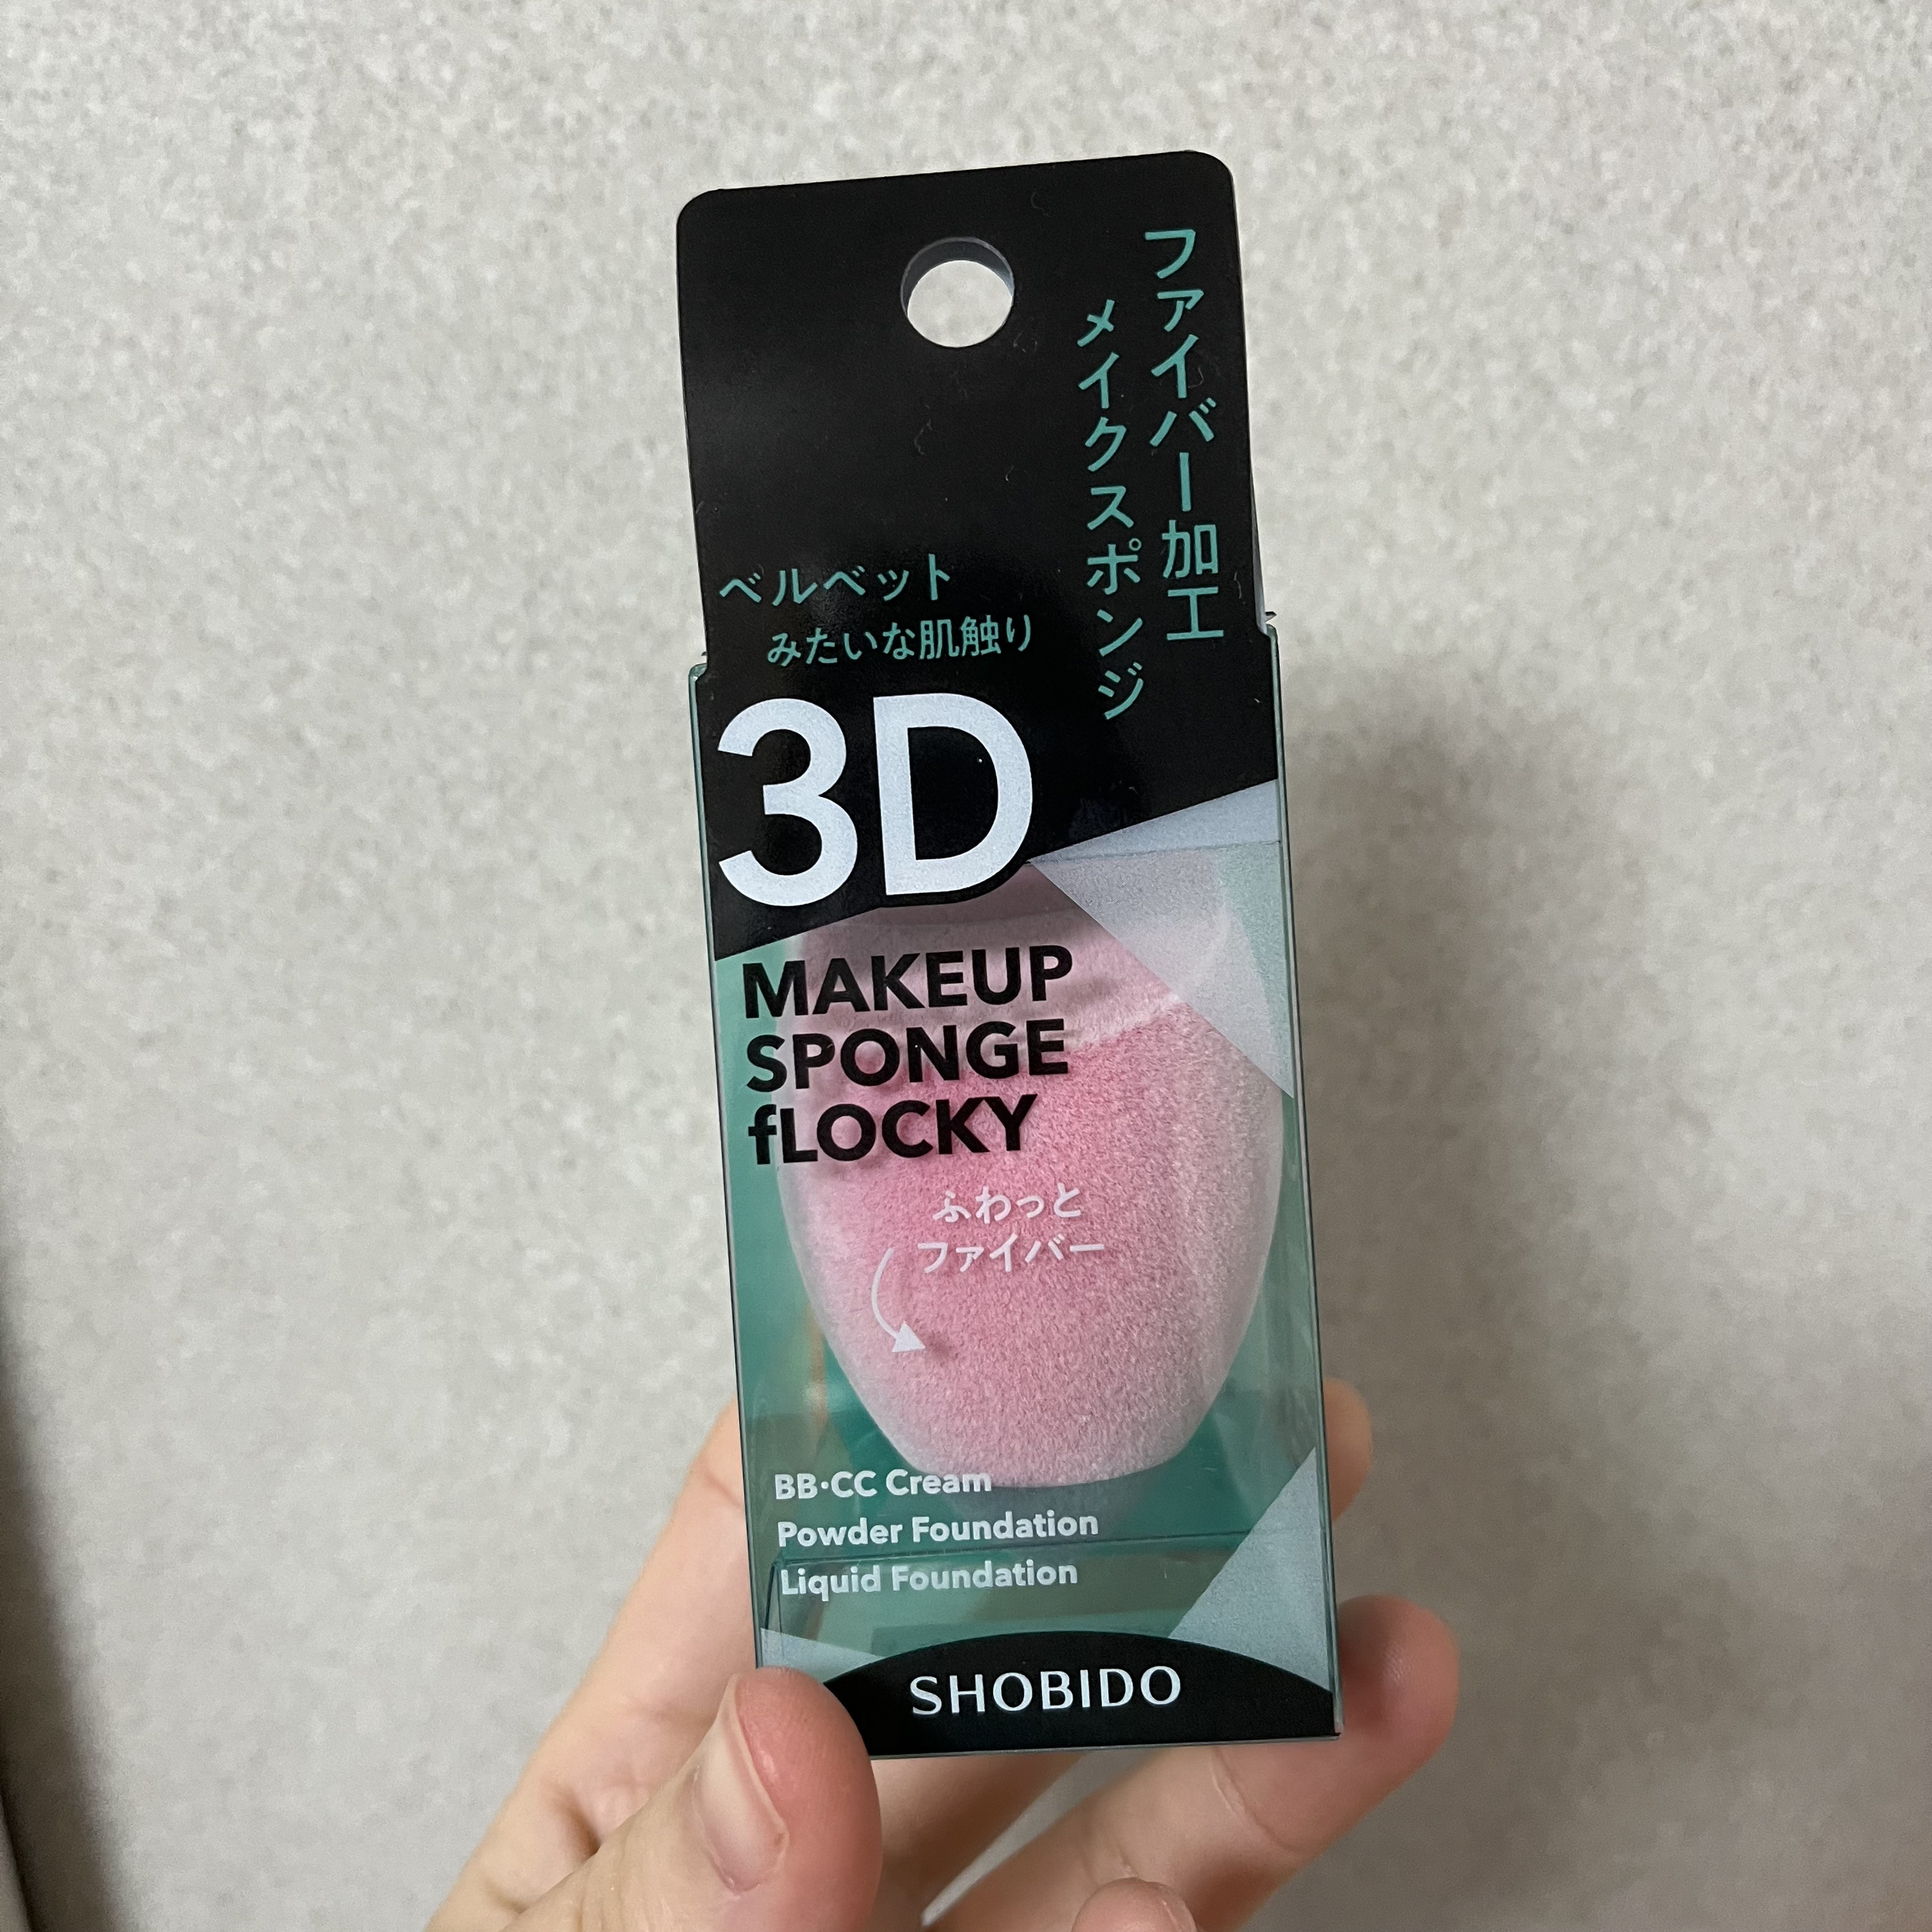 ファイバー加工
メイクスポンジ
ベルベット
みたいな肌触り
3D
MAKEUP
SPONGE
fLOCKY
ふわっと
ファイバー
BB·CC Cream
Powder Foundation
Liquid Foundation
SHOBIDO